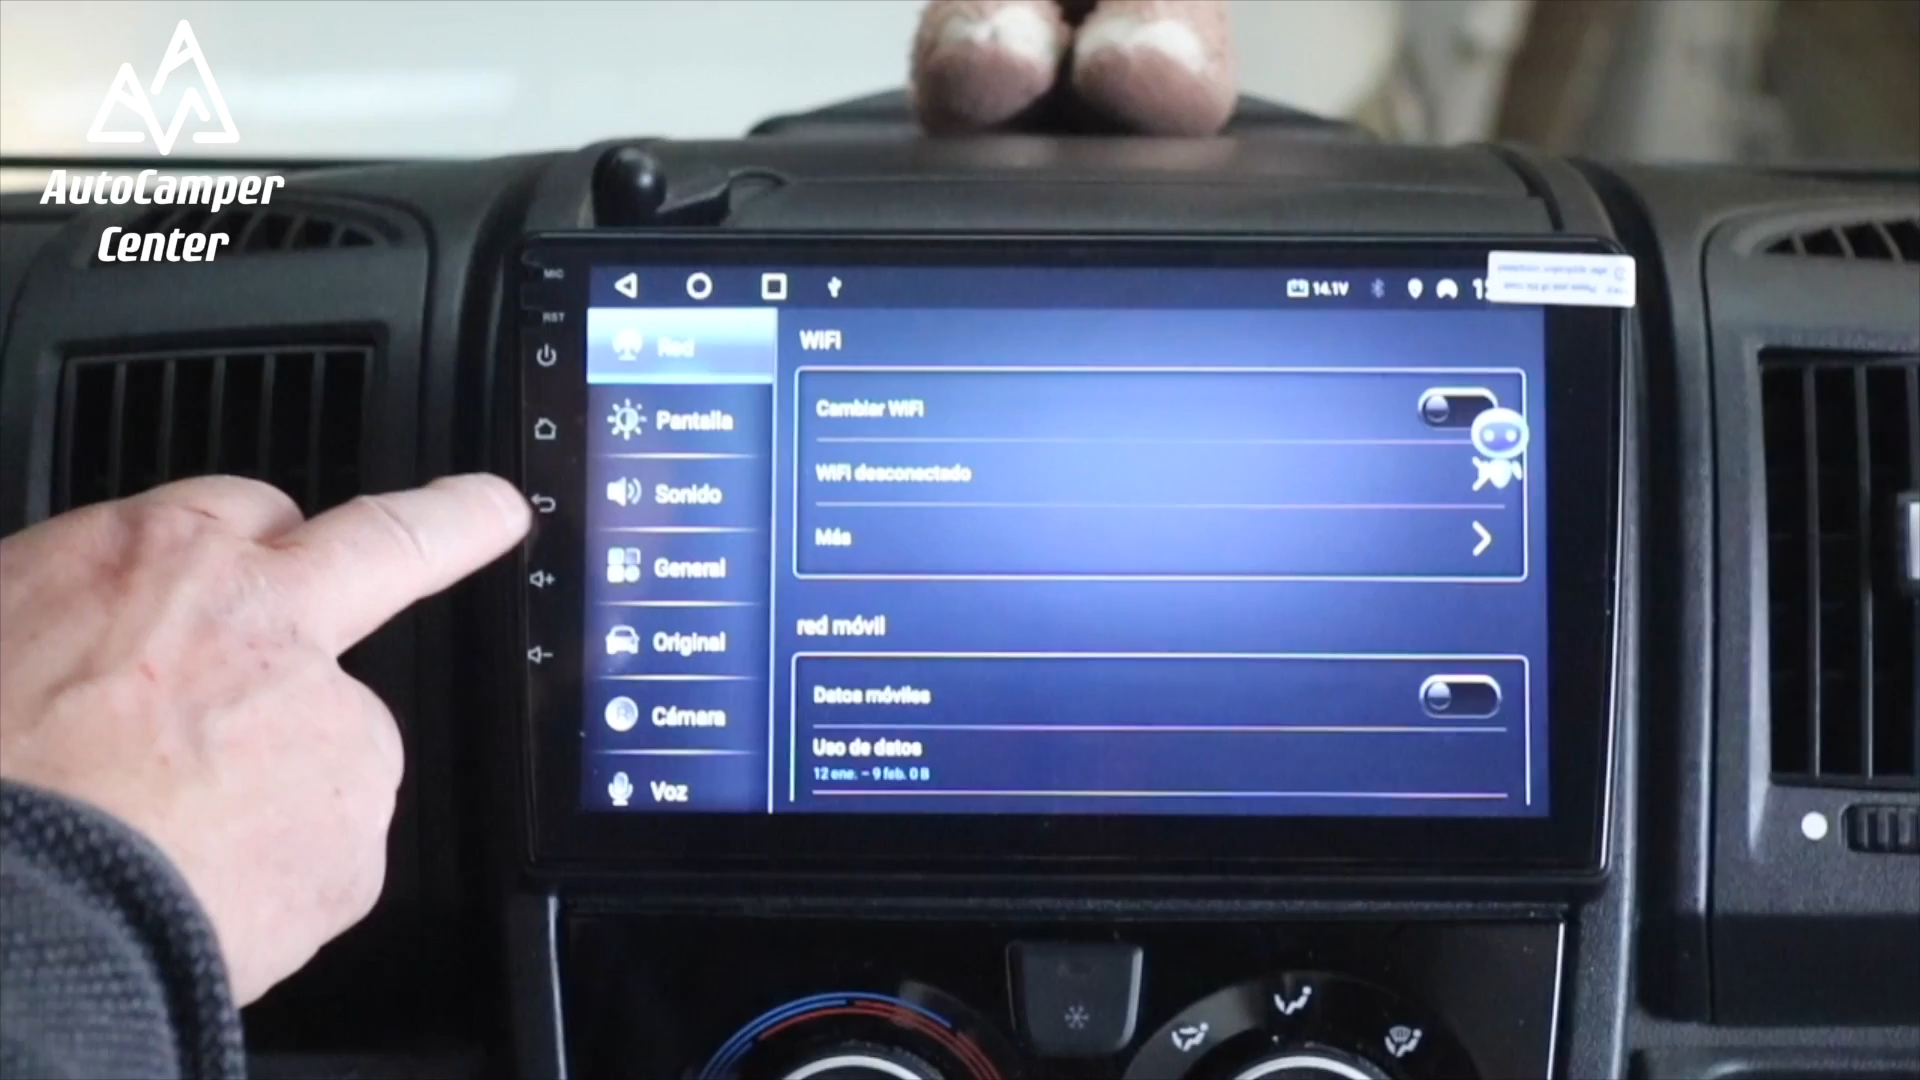 AutoCamper
Center
MIC
RST
14.1V
Red
Pantalla
Sonido
General
Original
Cámara
Voz
WIFI
Cambiar WIFI
WIFI desconectado
Más
red móvil
Datos móviles
Uso de datos
12 ene. – 9 feb. 0 B